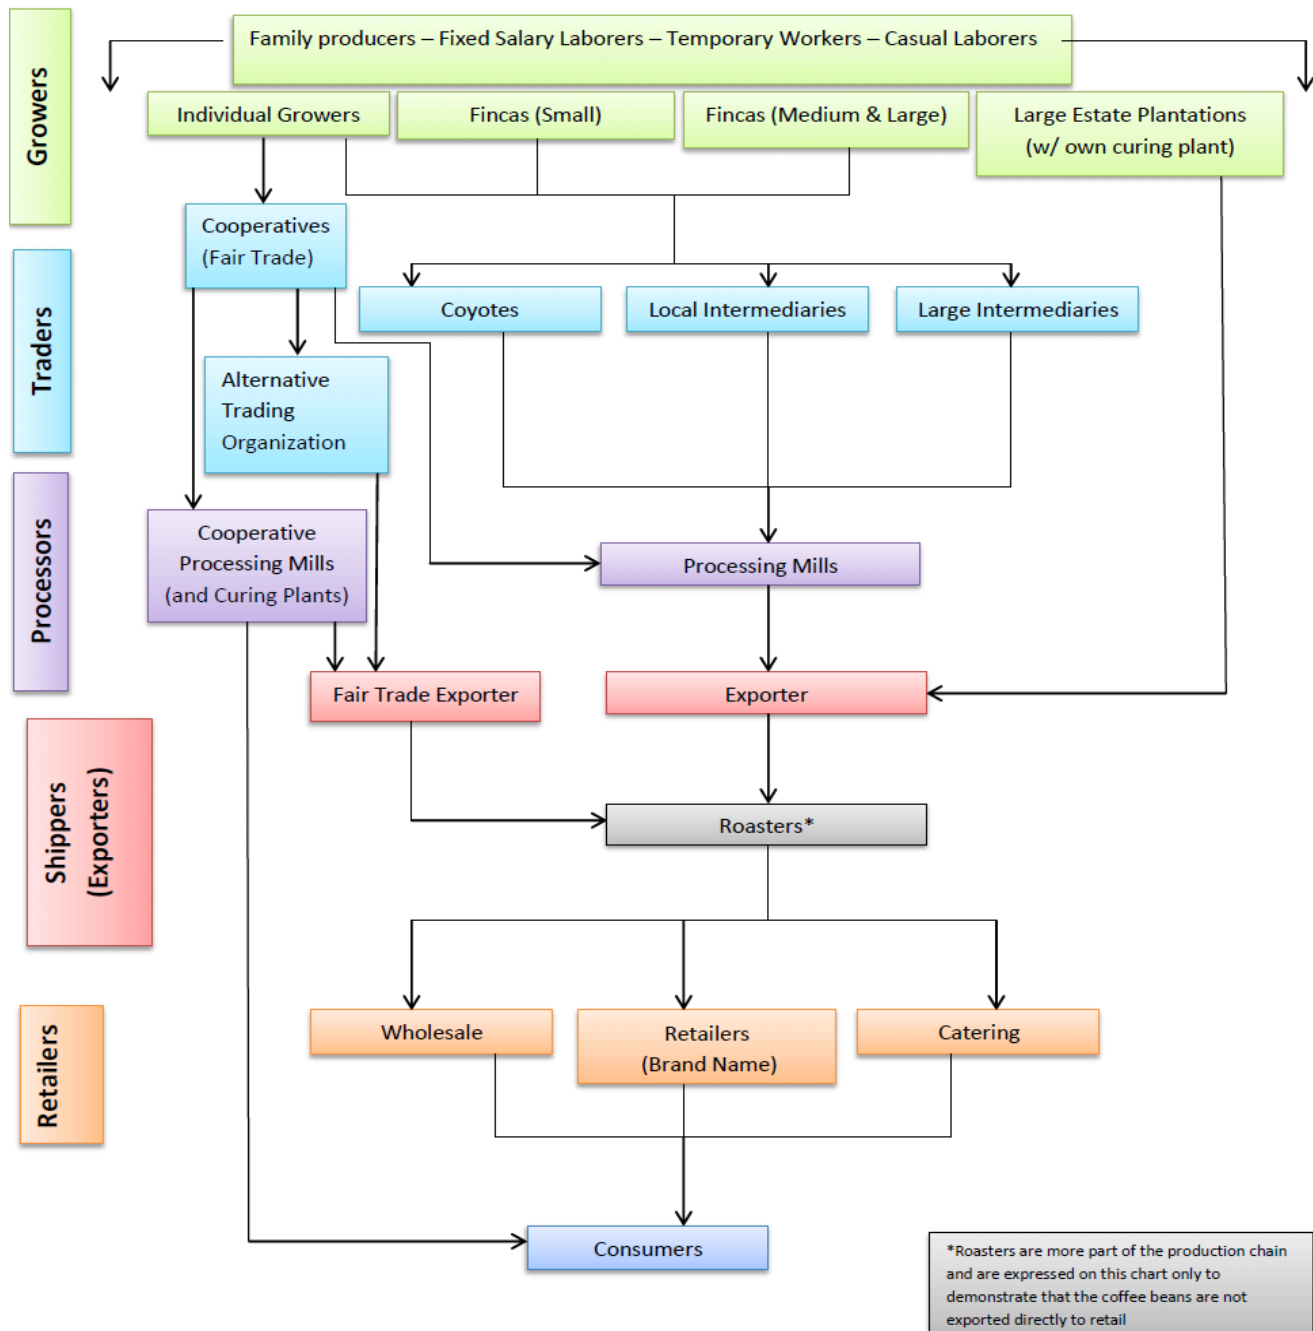 Growers
Family producers – Fixed Salary Laborers – Temporary Workers – Casual Laborers
Individual Growers
Fincas (Small)
Fincas (Medium & Large)
Large Estate Plantations
(w/ own curing plant)
Traders
Cooperatives
(Fair Trade)
Coyotes
Local Intermediaries
Large Intermediaries
Alternative
Trading
Organization
Processors
Cooperative
Processing Mills
(and Curing Plants)
Processing Mills
Shippers
(Exporters)
Fair Trade Exporter
Exporter
Roasters*
Retailers
Wholesale
Retailers
(Brand Name)
Catering
Consumers
*Roasters are more part of the production chain
and are expressed on this chart only to
demonstrate that the coffee beans are not
exported directly to retail